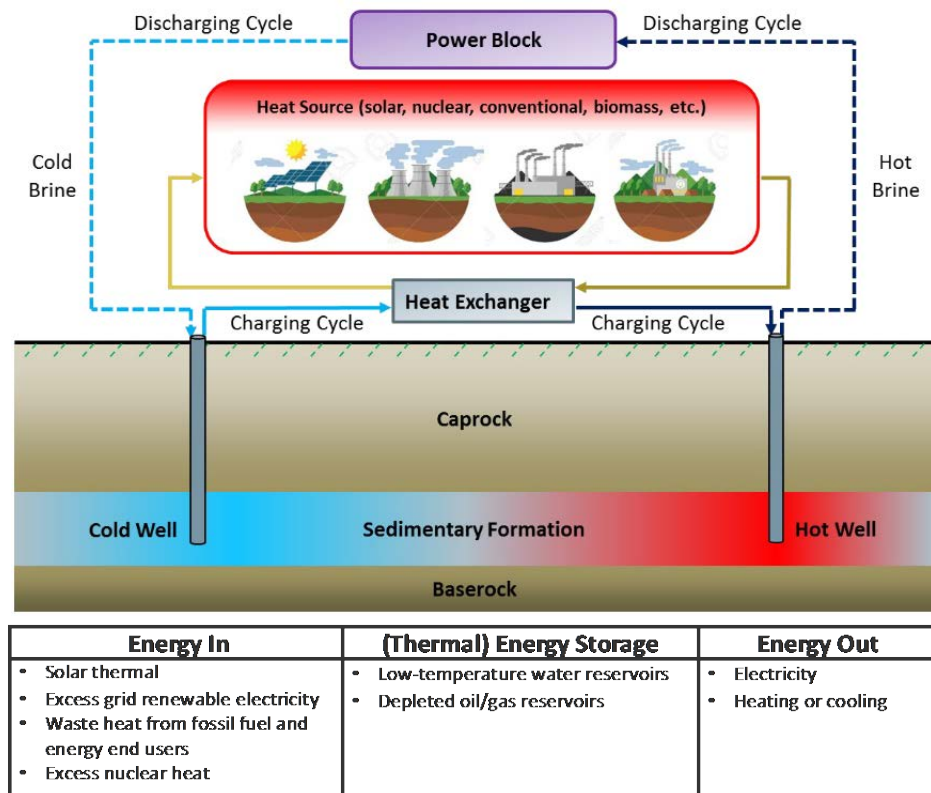 Discharging Cycle
Power Block
Discharging Cycle
Heat Source (solar, nuclear, conventional, biomass, etc.)
Cold
Brine
Hot
Brine
Heat Exchanger
Charging Cycle
Charging Cycle
Caprock
Cold Well
Sedimentary Formation
Hot Well
Baserock
Energy In
• Solar thermal
• Excess grid renewable electricity
• Waste heat from fossil fuel and
energy end users
• Excess nuclear heat
(Thermal) Energy Storage
• Low-temperature water reservoirs
• Depleted oil/gas reservoirs
Energy Out
• Electricity
• Heating or cooling